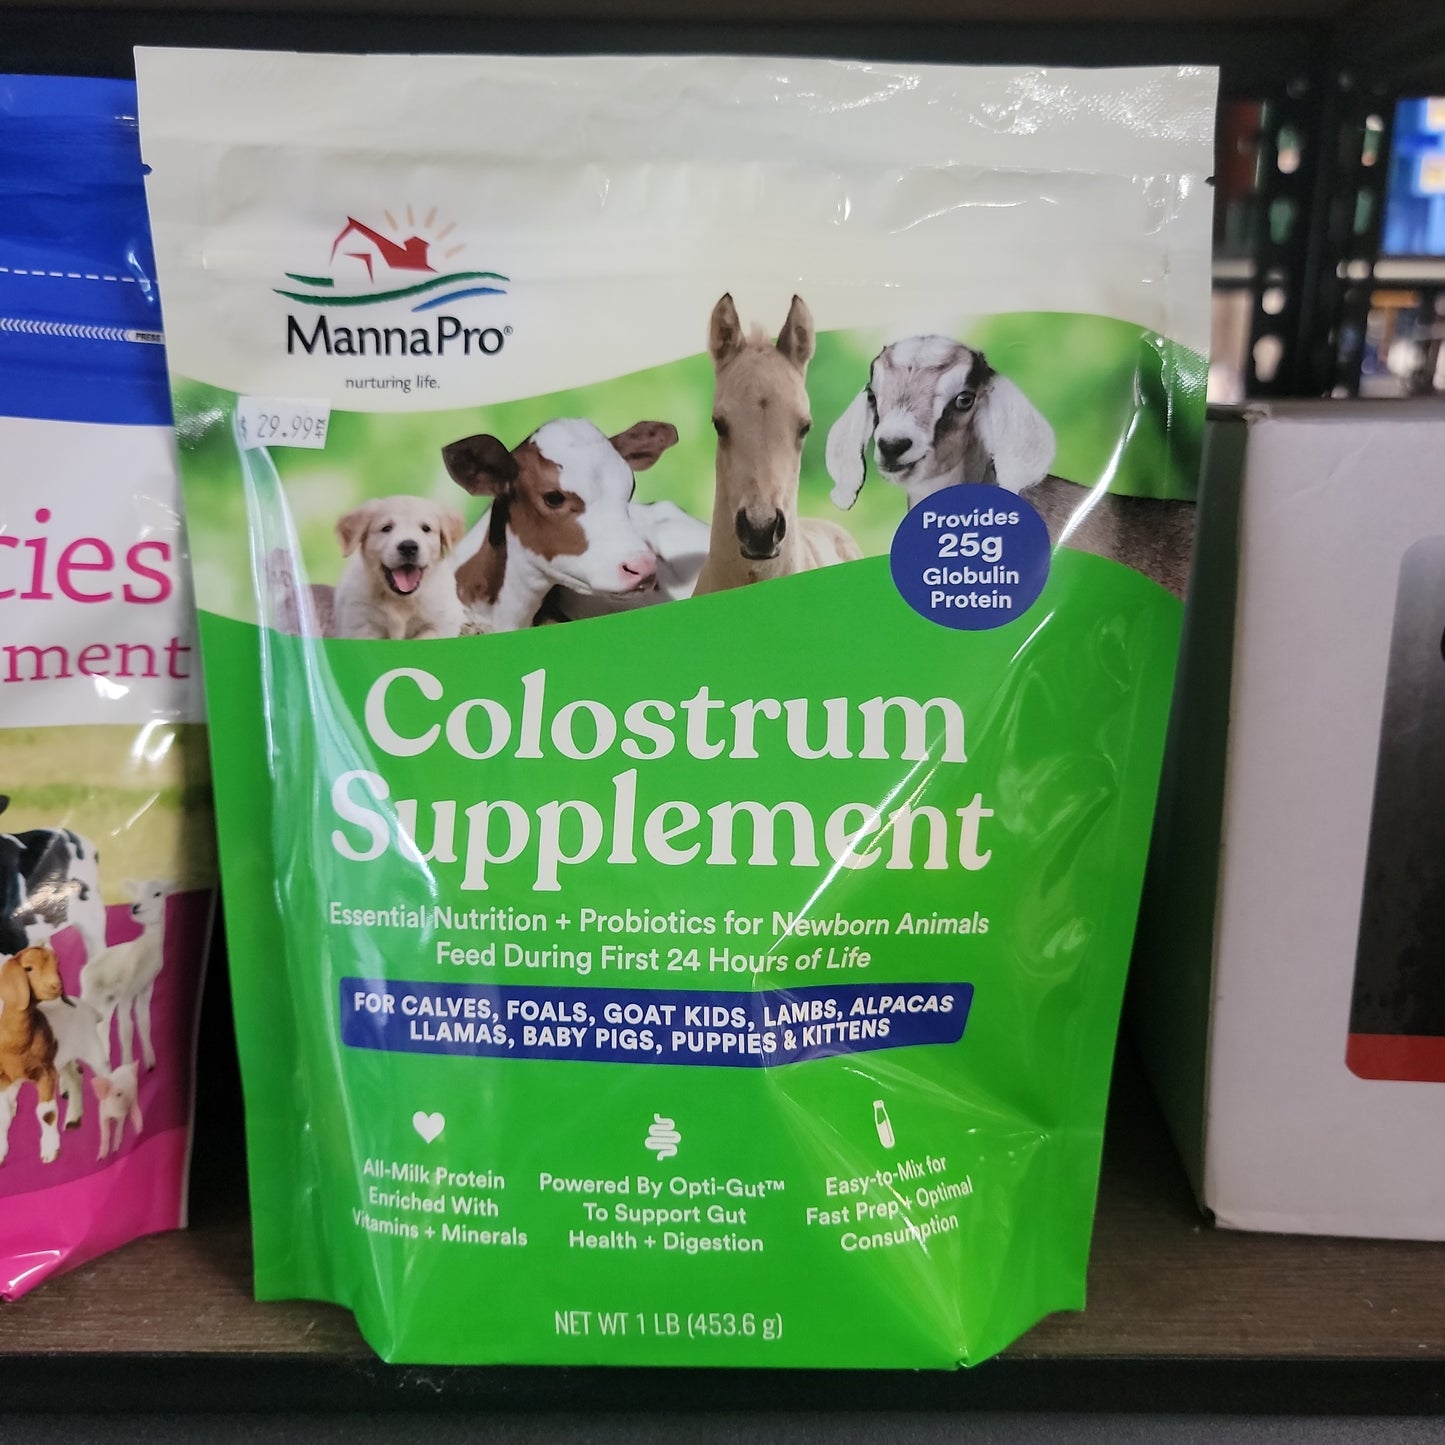 MannaPro®
nurturing life.
$ 29.99 +TX
Provides
25g
Globulin
Protein
Colostrum
Supplement
Essential Nutrition + Probiotics for Newborn Animals
Feed During First 24 Hours of Life
FOR CALVES, FOALS, GOAT KIDS, LAMBS, ALPACAS
LLAMAS, BABY PIGS, PUPPIES & KITTENS
All-Milk Protein
Enriched With
Vitamins + Minerals
Powered By Opti-Gut™
To Support Gut
Health + Digestion
Easy-to-Mix for
Fast Prep + Optimal
Consumption
NET WT 1 LB (453.6 g)
PRESS
cies
ment